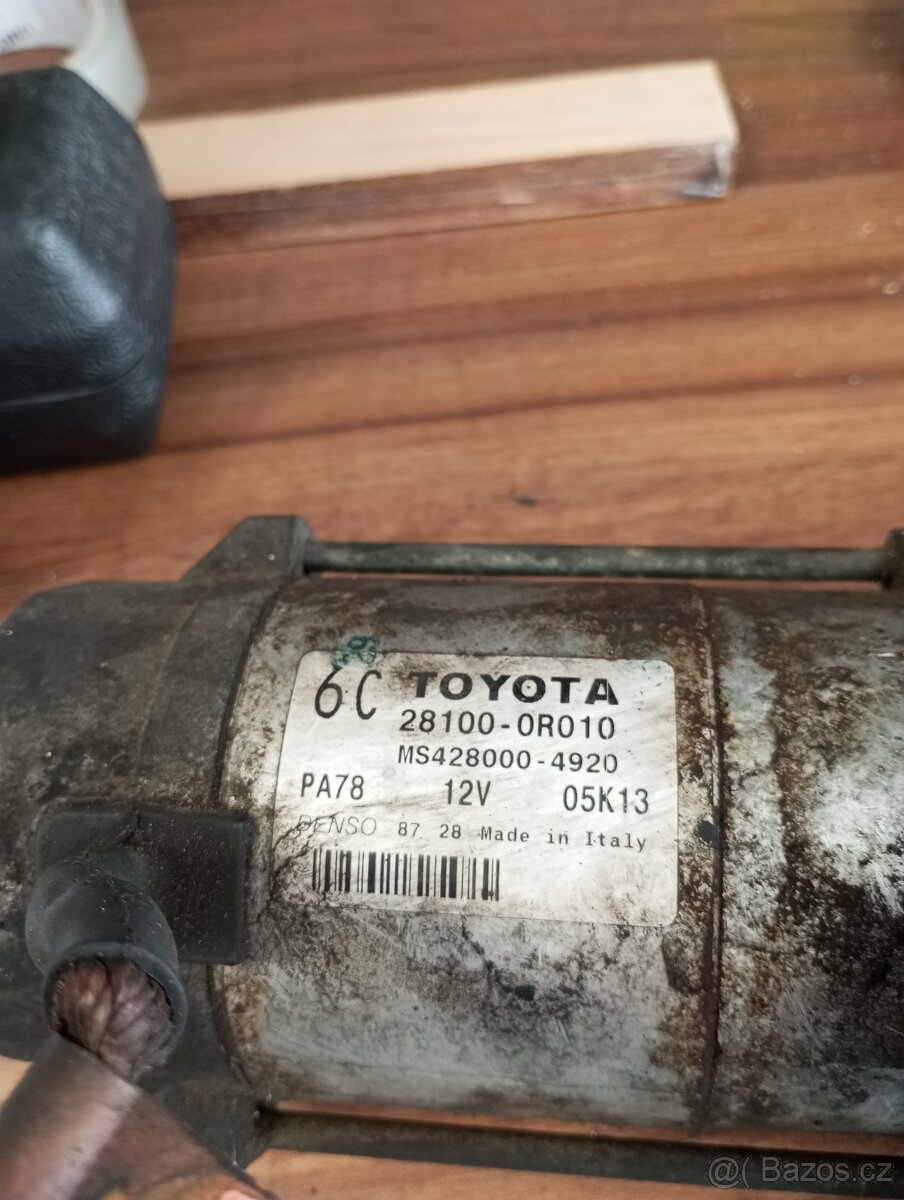 6C TOYOTA
28100-0R010
MS428000-4920
PA78 12V 05K13
DENSO 87 28 Made in Italy
@( Bazos.cz